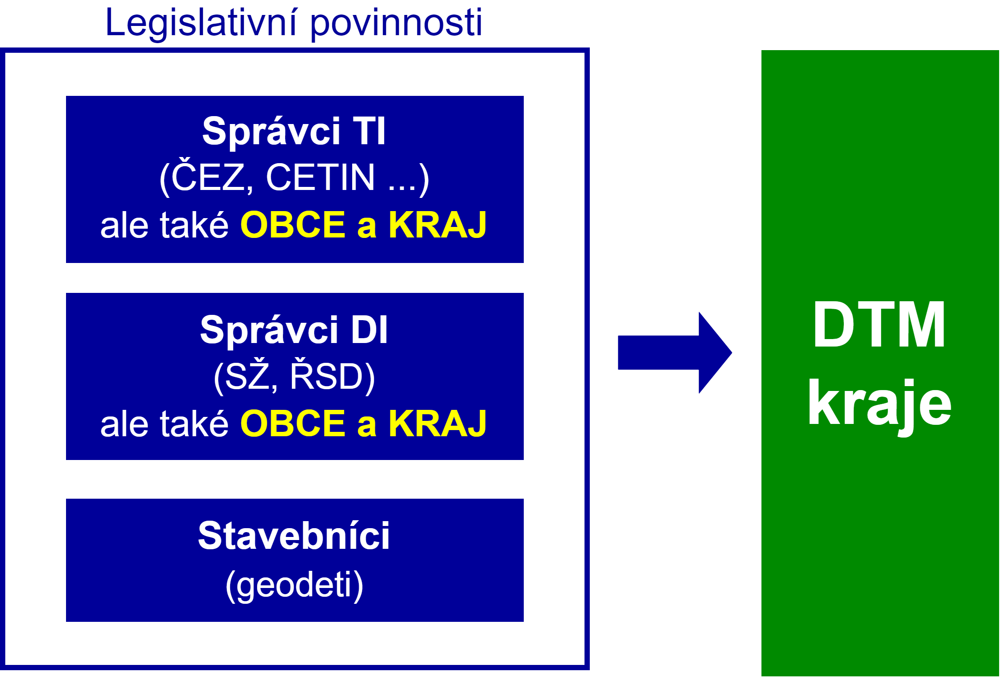 Legislativní povinnosti
Správci TI
(ČEZ, CETIN ...)
ale také OBCE a KRAJ
Správci DI
(SŽ, ŘSD)
ale také OBCE a KRAJ
Stavebníci
(geodeti)
DTM
kraje